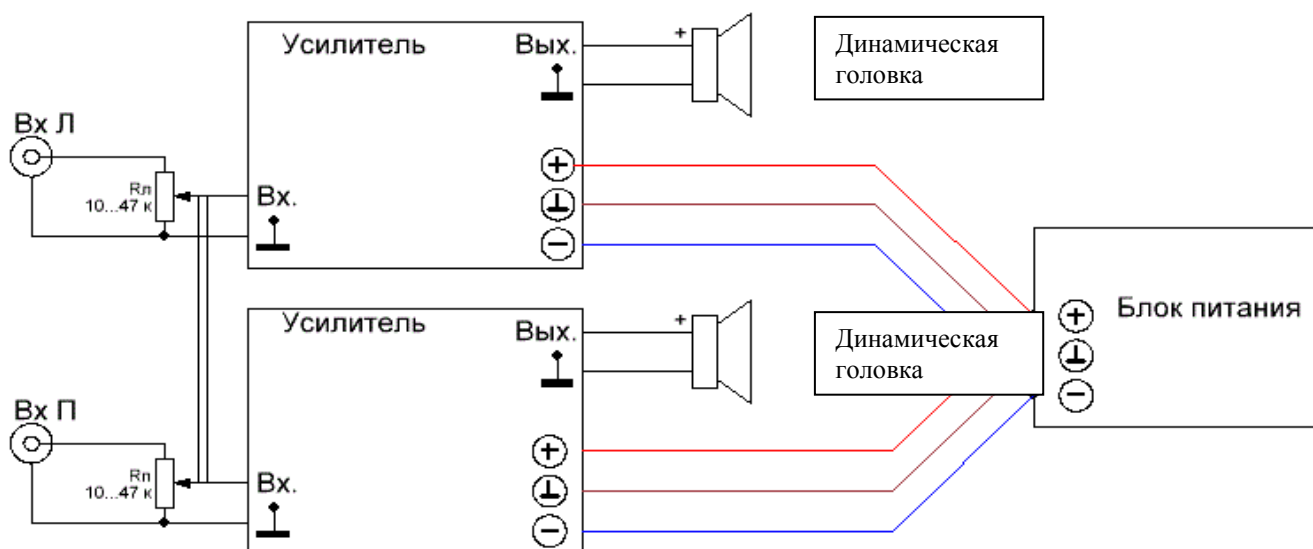 Усилитель
Вых.
+
Динамическая
головка
Вх Л
Rл
10...47 к
Вх.
+
−
Блок питания
+
−
Усилитель
Вых.
+
Динамическая
головка
Вх П
Rп
10...47 к
Вх.
+
−